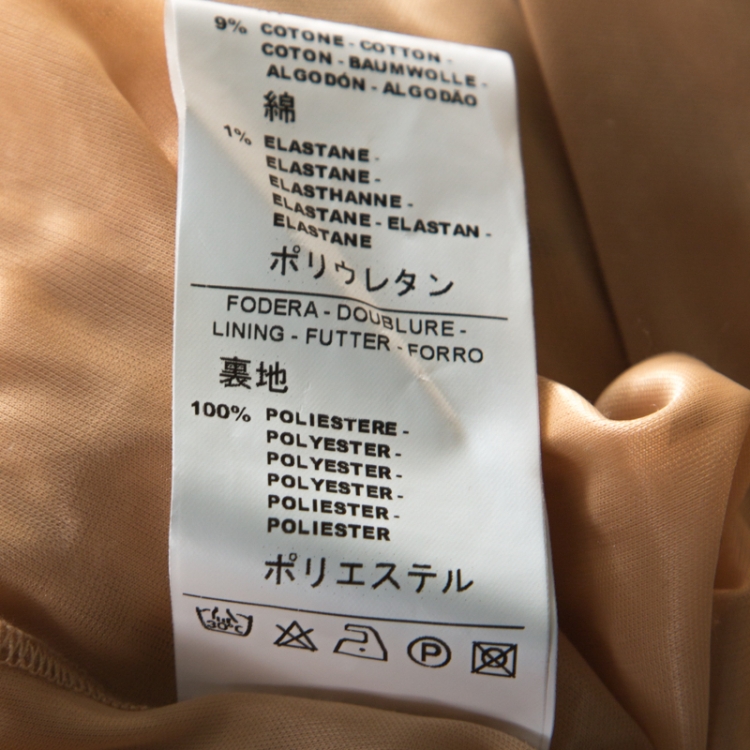 9% COTONE - COTTON -
COTON - BAUMWOLLE -
ALGODÓN - ALGODÃO
綿
1% ELASTANE -
ELASTANE -
ELASTHANNE -
ELASTANE - ELASTAN -
ELASTANE
ポリウレタン
FODERA - DOUBLURE -
LINING - FUTTER - FORRO
裏地
100% POLIESTERE -
POLYESTER -
POLYESTER -
POLYESTER -
POLIESTER -
POLIESTER
ポリエステル
30°C P